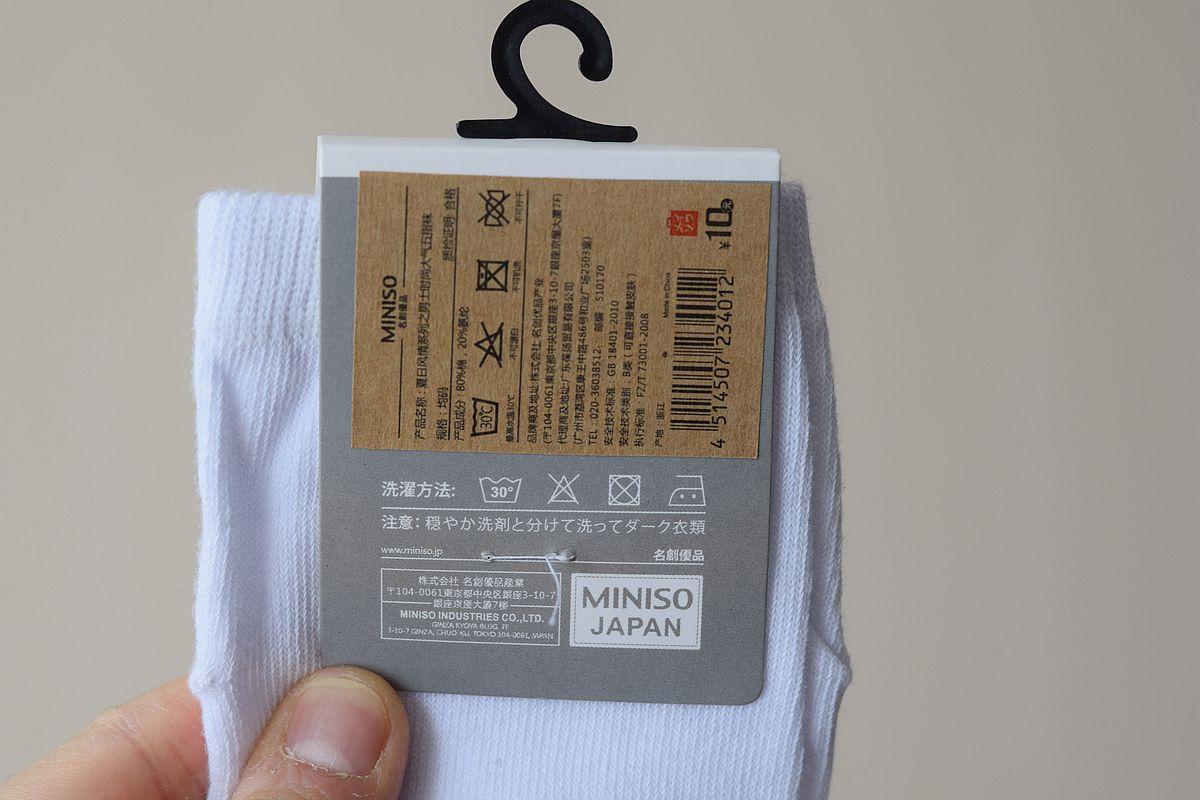 MINISO
名創優品
产品名称：夏日风情系列之男士时尚大气五指袜
规格：均码
质检证明 合格
产品成分：80%棉，20%氨纶
30℃
最高水温30℃
不可漂白
不可机洗
不可拧干
品牌商及地址:株式会社 名创优品产业
(〒104-0061東京都中央区銀座3-10-7銀座京屋大厦7F)
代理商及地址:广东葆扬贸易有限公司
(广州市荔湾区康王中路486号和业广场2503室)
TEL：020-36038512； 邮编：510170
安全技术标准：GB 18401-2010
安全技术类别：B类（可直接接触皮肤）
执行标准：FZ/T 73001-2008
产地：浙江
Made in China
4 514507 234012
¥10元
洗濯方法:
30°
注意: 穏やか洗剤と分けて洗ってダーク衣類
www.miniso.jp
名創優品
株式会社 名創優品産業
〒104-0061東京都中央区銀座3-10-7
銀座京屋大廈7樓
MINISO INDUSTRIES CO.,LTD.
GINZA KYOYA BLDG. 7F
3-10-7 GINZA, CHUO-KU, TOKYO 104-0061, JAPAN
MINISO
JAPAN